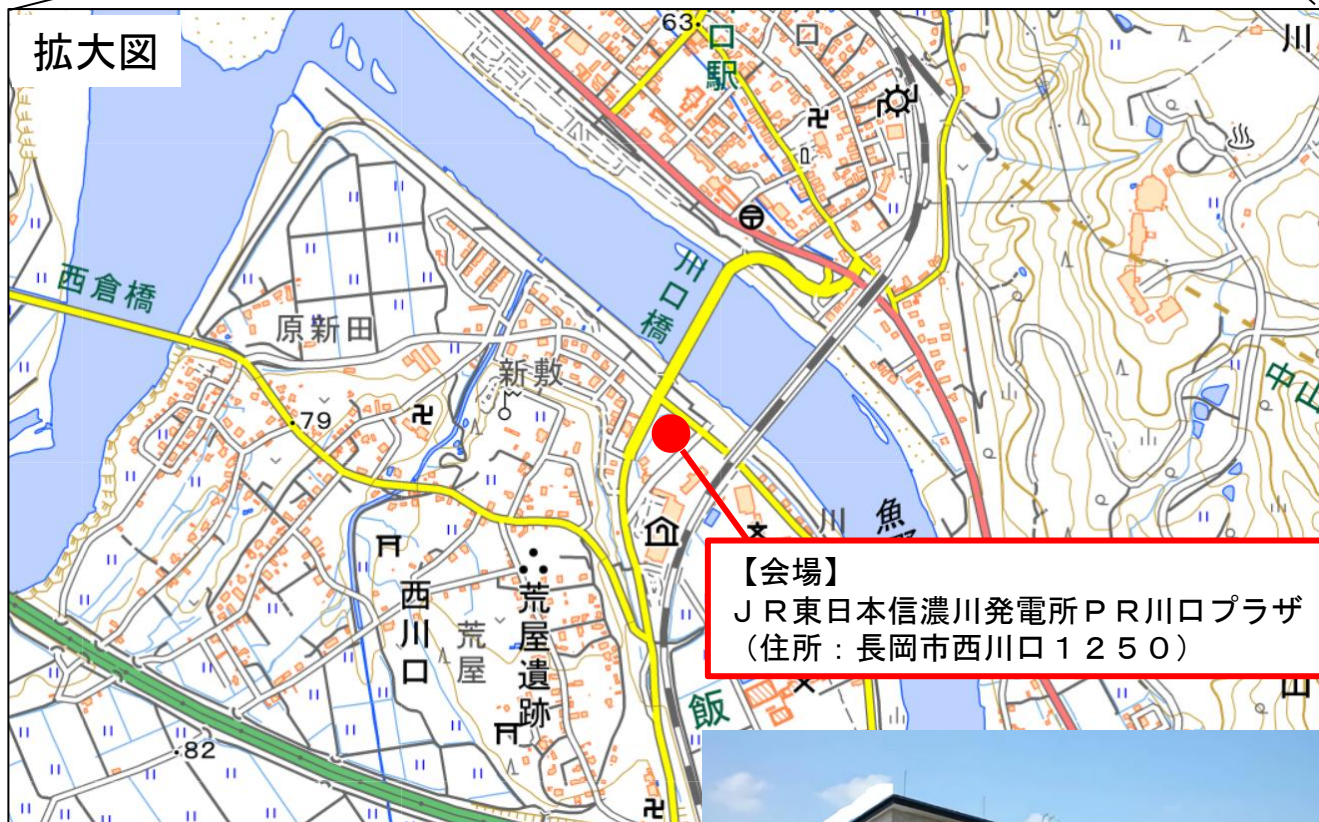 拡大図
63
口駅
口
川
西倉橋
原新田
川口橋
新敷
79
中山
川
魚
【会場】
ＪＲ東日本信濃川発電所ＰＲ川口プラザ
（住所：長岡市西川口１２５０）
西川口
荒屋
荒屋遺跡
飯
山
82